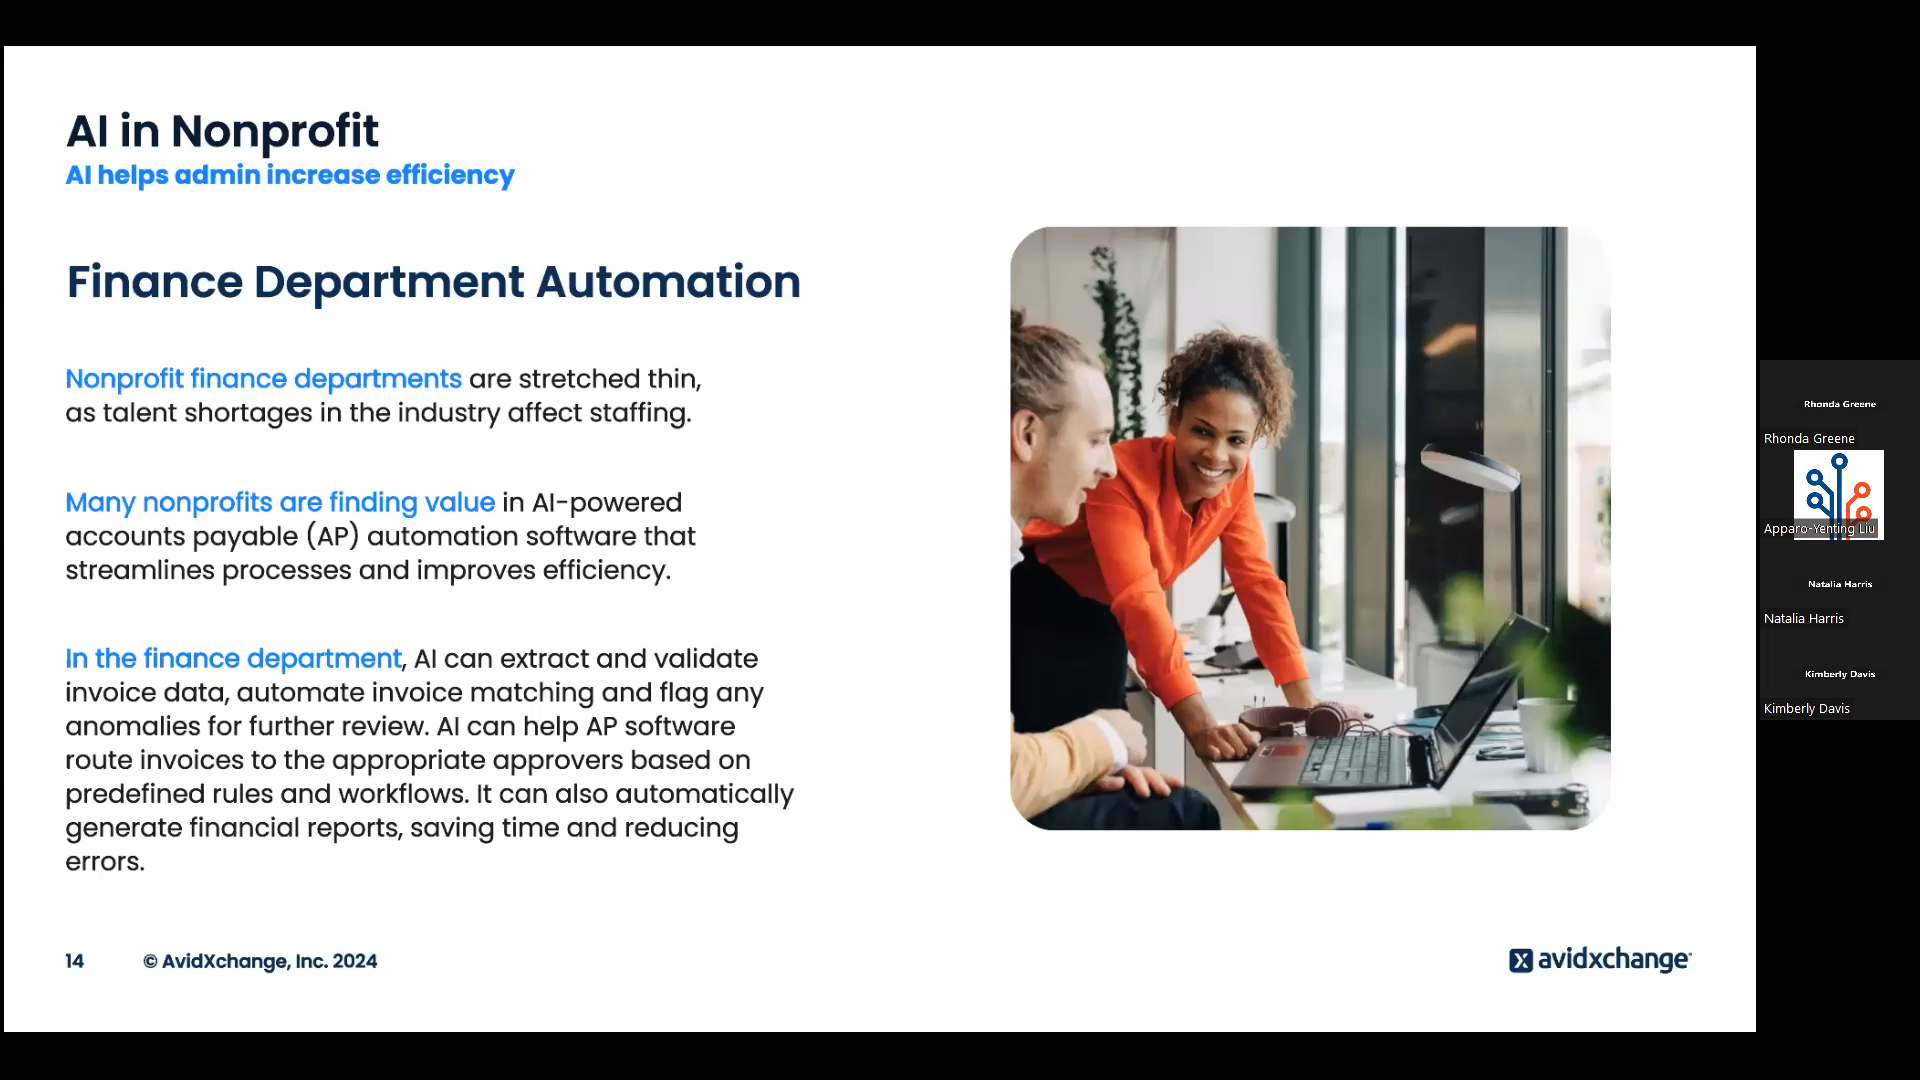 AI in Nonprofit
AI helps admin increase efficiency
Finance Department Automation
Nonprofit finance departments are stretched thin,
as talent shortages in the industry affect staffing.
Many nonprofits are finding value in AI-powered
accounts payable (AP) automation software that
streamlines processes and improves efficiency.
In the finance department, AI can extract and validate
invoice data, automate invoice matching and flag any
anomalies for further review. AI can help AP software
route invoices to the appropriate approvers based on
predefined rules and workflows. It can also automatically
generate financial reports, saving time and reducing
errors.
14
© AvidXchange, Inc. 2024
avidxchange
Rhonda Greene
Rhonda Greene
Apparo-Yenting Liu
Natalia Harris
Natalia Harris
Kimberly Davis
Kimberly Davis